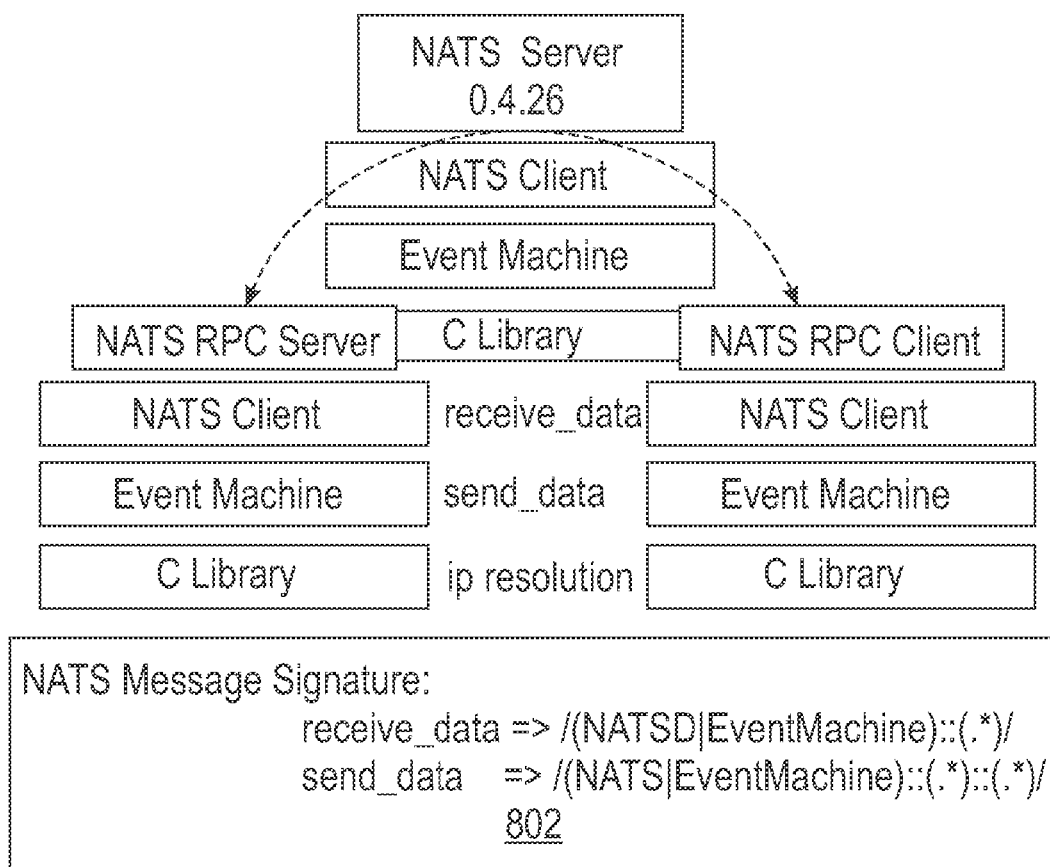 NATS Server
0.4.26
NATS Client
Event Machine
NATS RPC Server
C Library
NATS RPC Client
NATS Client
receive_data
NATS Client
Event Machine
send_data
Event Machine
C Library
ip resolution
C Library
NATS Message Signature:
receive_data => /(NATSD|EventMachine)::(.*)/
send_data => /(NATS|EventMachine)::(.*)::(.*)/
802